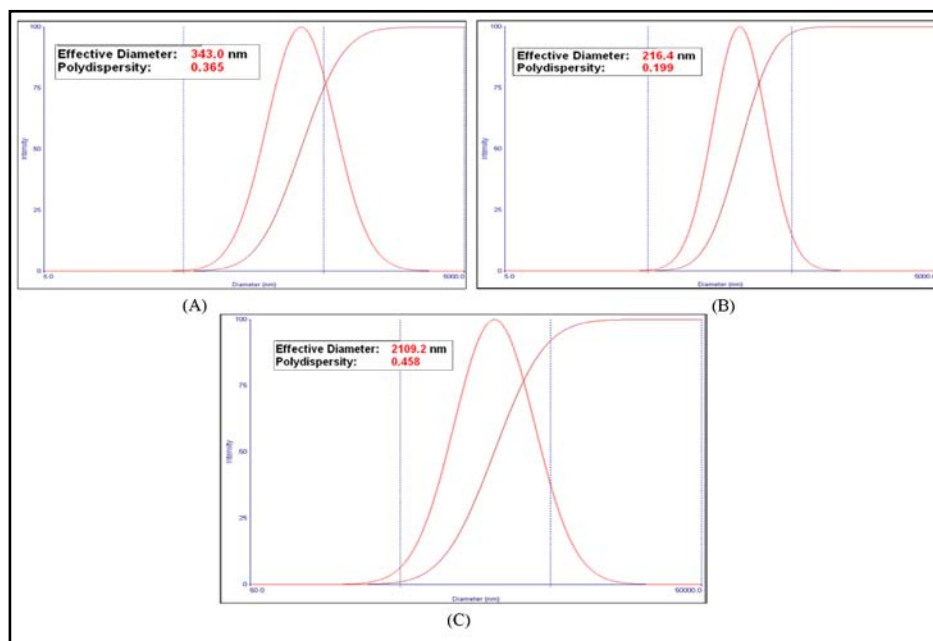 100
75
50
25
0
Intensity
Effective Diameter: 343.0 nm
Polydispersity: 0.365
5.0
Diameter (nm)
5000.0
(A)
100
75
50
25
0
Intensity
Effective Diameter: 216.4 nm
Polydispersity: 0.199
5.0
Diameter (nm)
5000.0
(B)
100
75
50
25
0
Intensity
Effective Diameter: 2109.2 nm
Polydispersity: 0.458
50.0
Diameter (nm)
50000.0
(C)